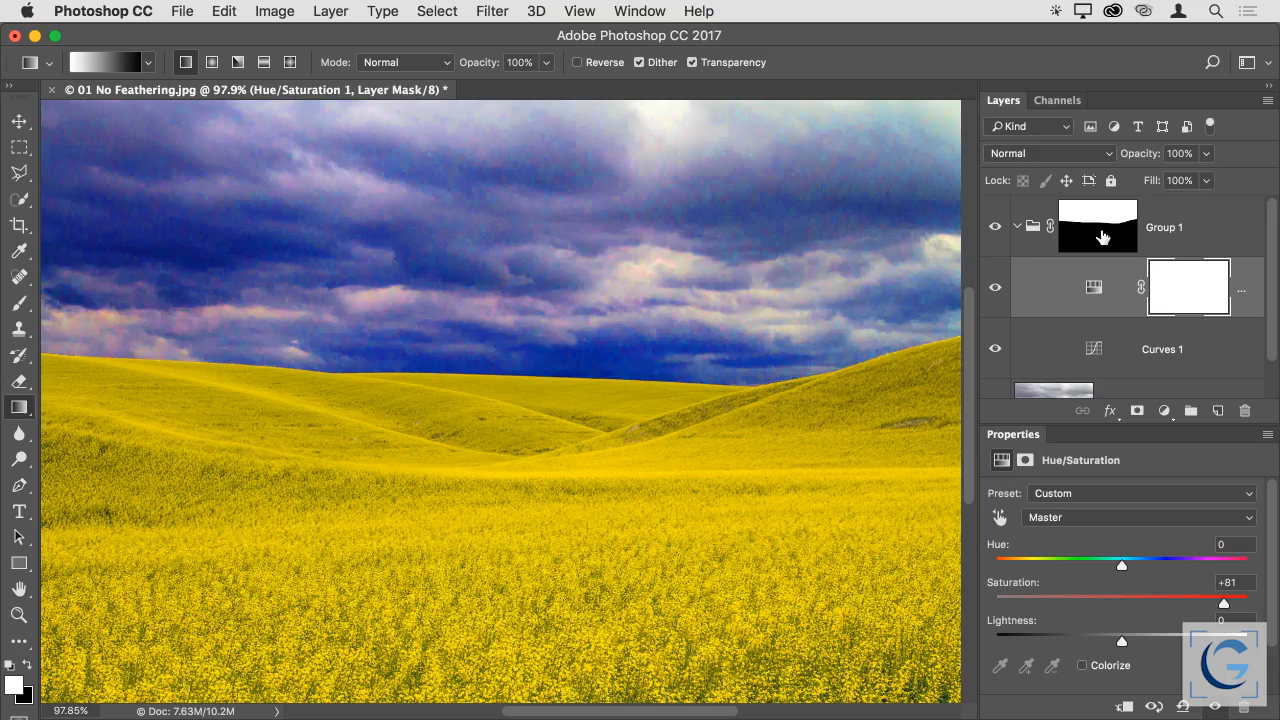 Photoshop CC File Edit Image Layer Type Select Filter 3D View Window Help
Adobe Photoshop CC 2017
Mode: Normal Opacity: 100% Reverse Dither Transparency
× © 01 No Feathering.jpg @ 97.9% (Hue/Saturation 1, Layer Mask/8) *
Layers Channels
Kind
Normal Opacity: 100%
Lock: Fill: 100%
Group 1
...
Curves 1
fx
Properties
Hue/Saturation
Preset: Custom
Master
Hue: 0
Saturation: +81
Lightness: 0
Colorize
97.85% © Doc: 7.63M/10.2M